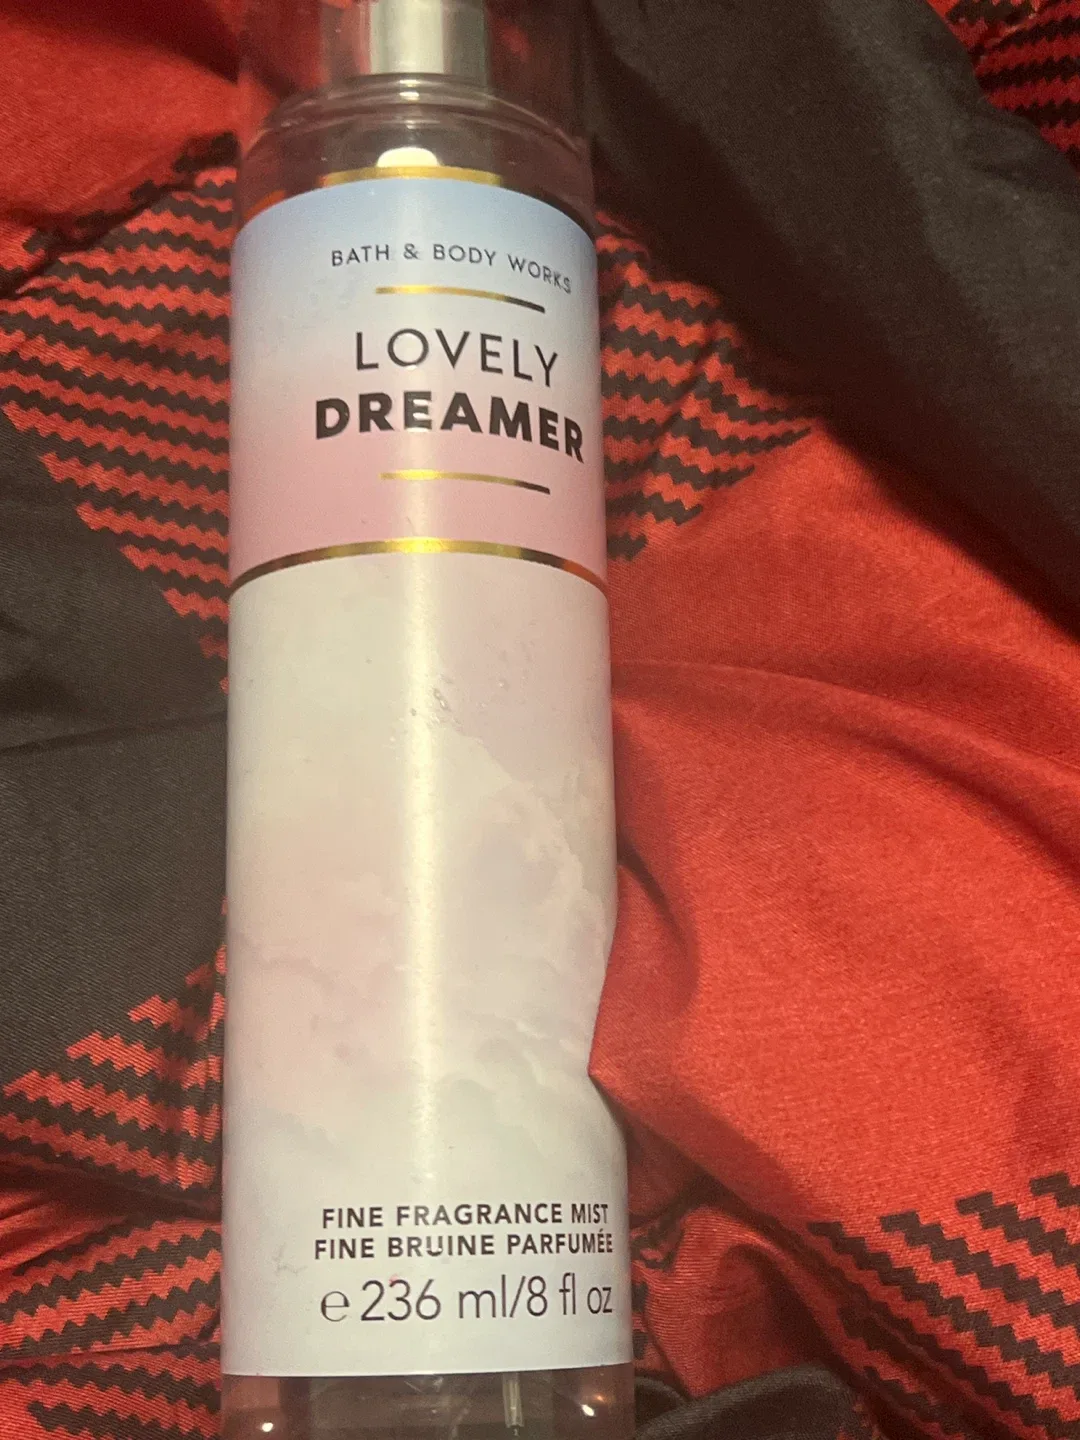 BATH & BODY WORKS
LOVELY
DREAMER
FINE FRAGRANCE MIST
FINE BRUINE PARFUMÉE
℮ 236 ml/8 fl oz